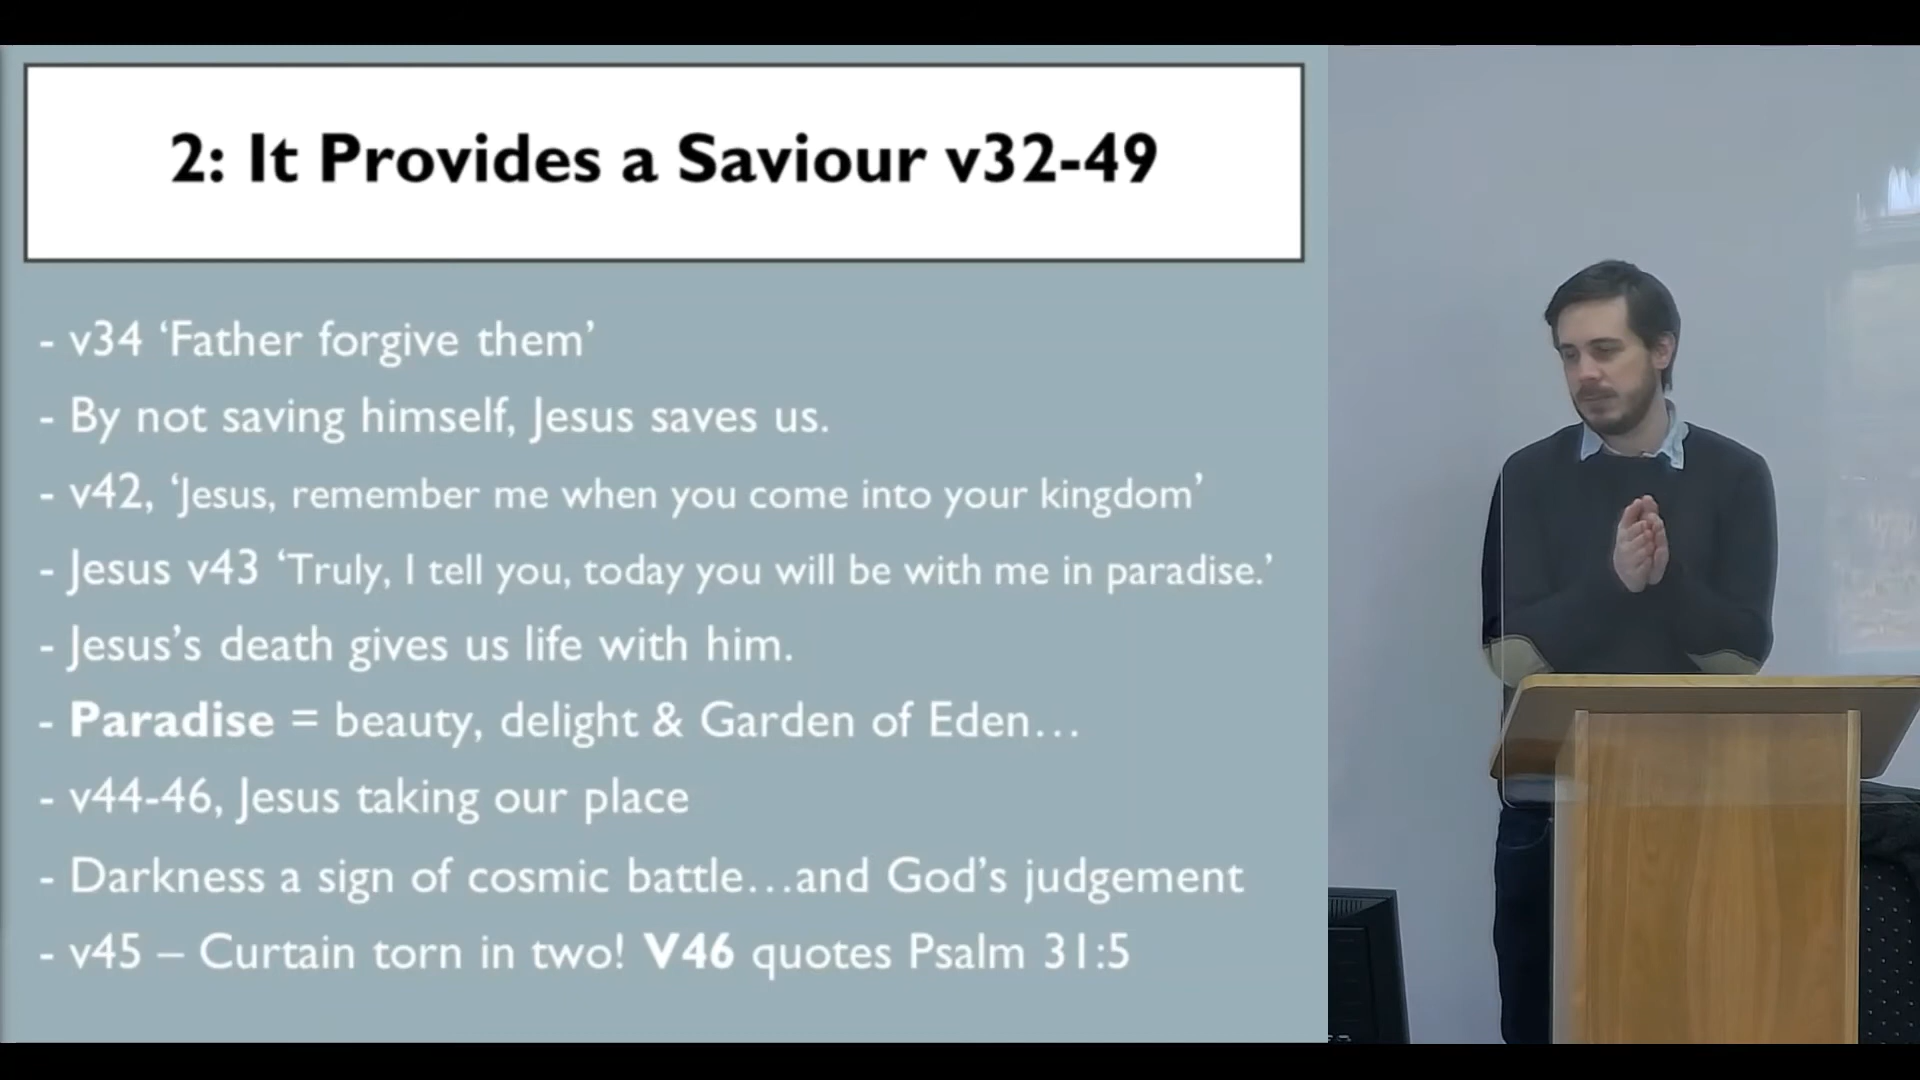 2: It Provides a Saviour v32-49
- v34 ‘Father forgive them’
- By not saving himself, Jesus saves us.
- v42, ‘Jesus, remember me when you come into your kingdom’
- Jesus v43 ‘Truly, I tell you, today you will be with me in paradise.’
- Jesus’s death gives us life with him.
- Paradise = beauty, delight & Garden of Eden…
- v44-46, Jesus taking our place
- Darkness a sign of cosmic battle…and God’s judgement
- v45 – Curtain torn in two! V46 quotes Psalm 31:5